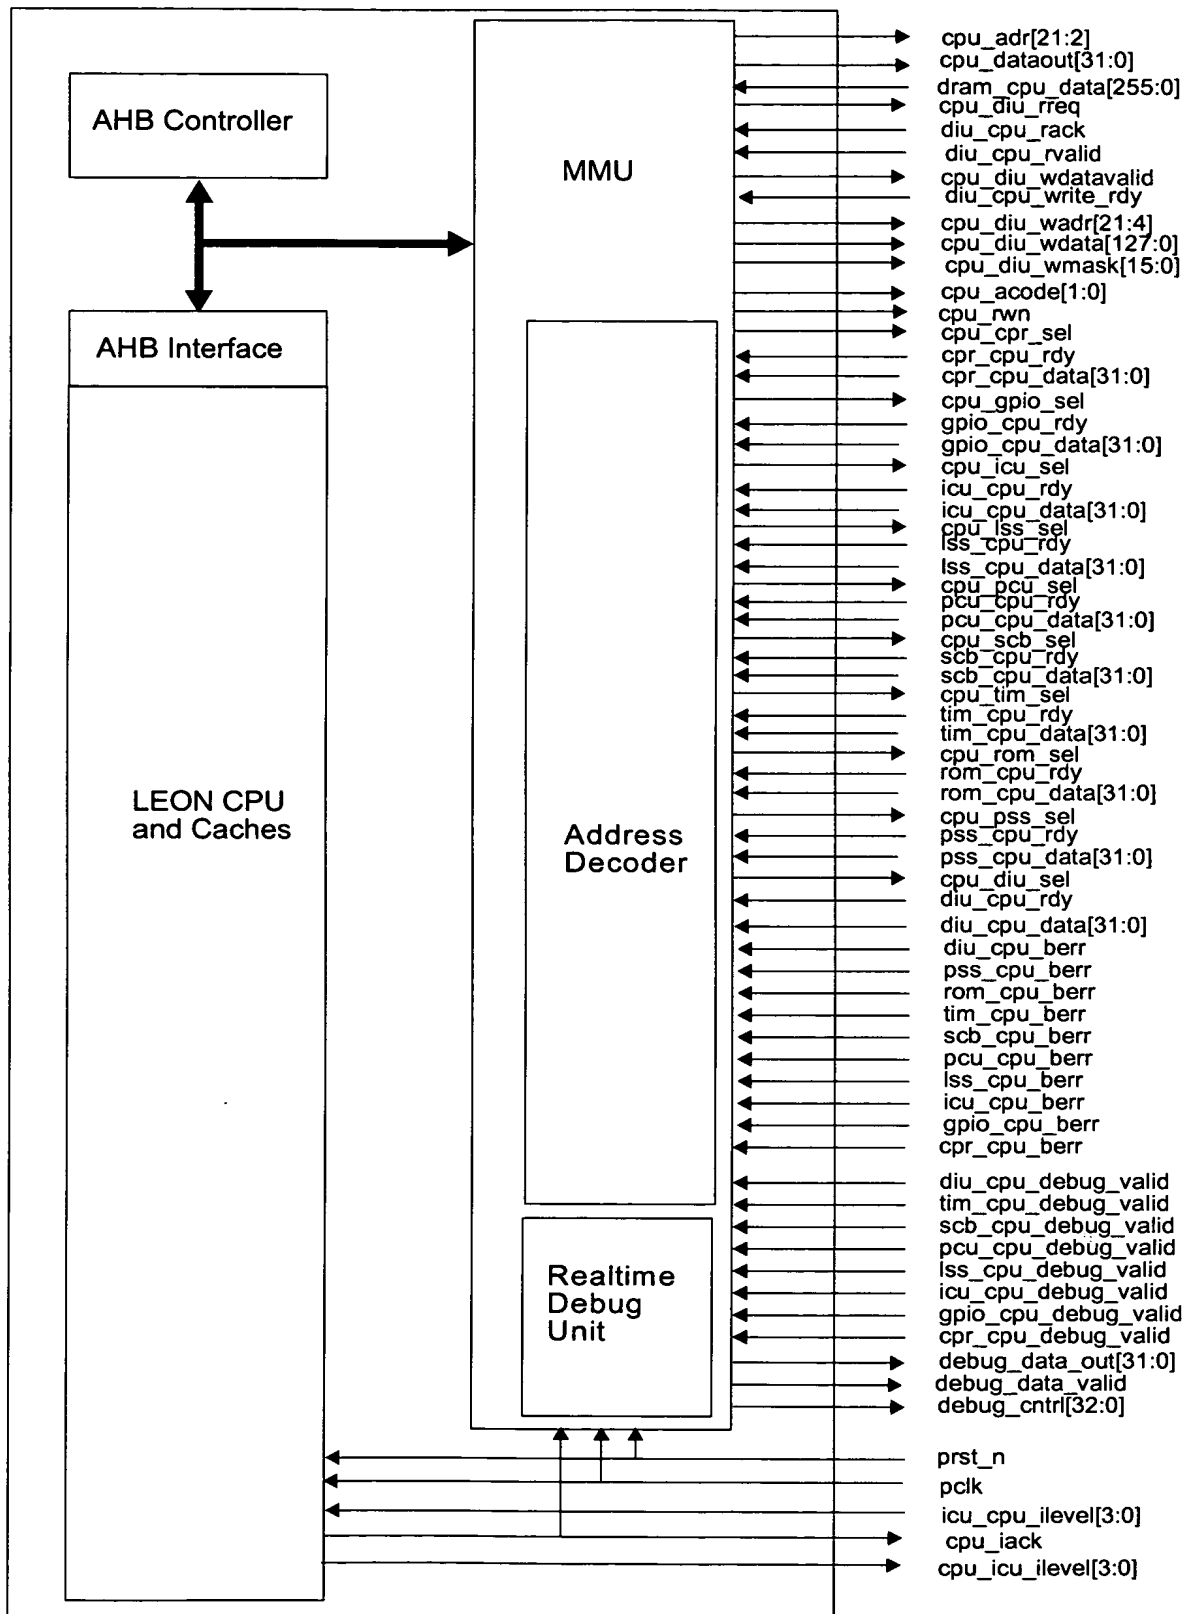 AHB Controller
MMU
AHB Interface
LEON CPU
and Caches
Address
Decoder
Realtime
Debug
Unit
cpu_adr[21:2]
cpu_dataout[31:0]
dram_cpu_data[255:0]
cpu_diu_rreq
diu_cpu_rack
diu_cpu_rvalid
cpu_diu_wdatavalid
diu_cpu_write_rdy
cpu_diu_wadr[21:4]
cpu_diu_wdata[127:0]
cpu_diu_wmask[15:0]
cpu_acode[1:0]
cpu_rwn
cpu_cpr_sel
cpr_cpu_rdy
cpr_cpu_data[31:0]
cpu_gpio_sel
gpio_cpu_rdy
gpio_cpu_data[31:0]
cpu_icu_sel
icu_cpu_rdy
icu_cpu_data[31:0]
cpu_lss_sel
lss_cpu_rdy
lss_cpu_data[31:0]
cpu_pcu_sel
pcu_cpu_rdy
pcu_cpu_data[31:0]
cpu_scb_sel
scb_cpu_rdy
scb_cpu_data[31:0]
cpu_tim_sel
tim_cpu_rdy
tim_cpu_data[31:0]
cpu_rom_sel
rom_cpu_rdy
rom_cpu_data[31:0]
cpu_pss_sel
pss_cpu_rdy
pss_cpu_data[31:0]
cpu_diu_sel
diu_cpu_rdy
diu_cpu_data[31:0]
diu_cpu_berr
pss_cpu_berr
rom_cpu_berr
tim_cpu_berr
scb_cpu_berr
pcu_cpu_berr
lss_cpu_berr
icu_cpu_berr
gpio_cpu_berr
cpr_cpu_berr
diu_cpu_debug_valid
tim_cpu_debug_valid
scb_cpu_debug_valid
pcu_cpu_debug_valid
lss_cpu_debug_valid
icu_cpu_debug_valid
gpio_cpu_debug_valid
cpr_cpu_debug_valid
debug_data_out[31:0]
debug_data_valid
debug_cntrl[32:0]
prst_n
pclk
icu_cpu_ilevel[3:0]
cpu_iack
cpu_icu_ilevel[3:0]